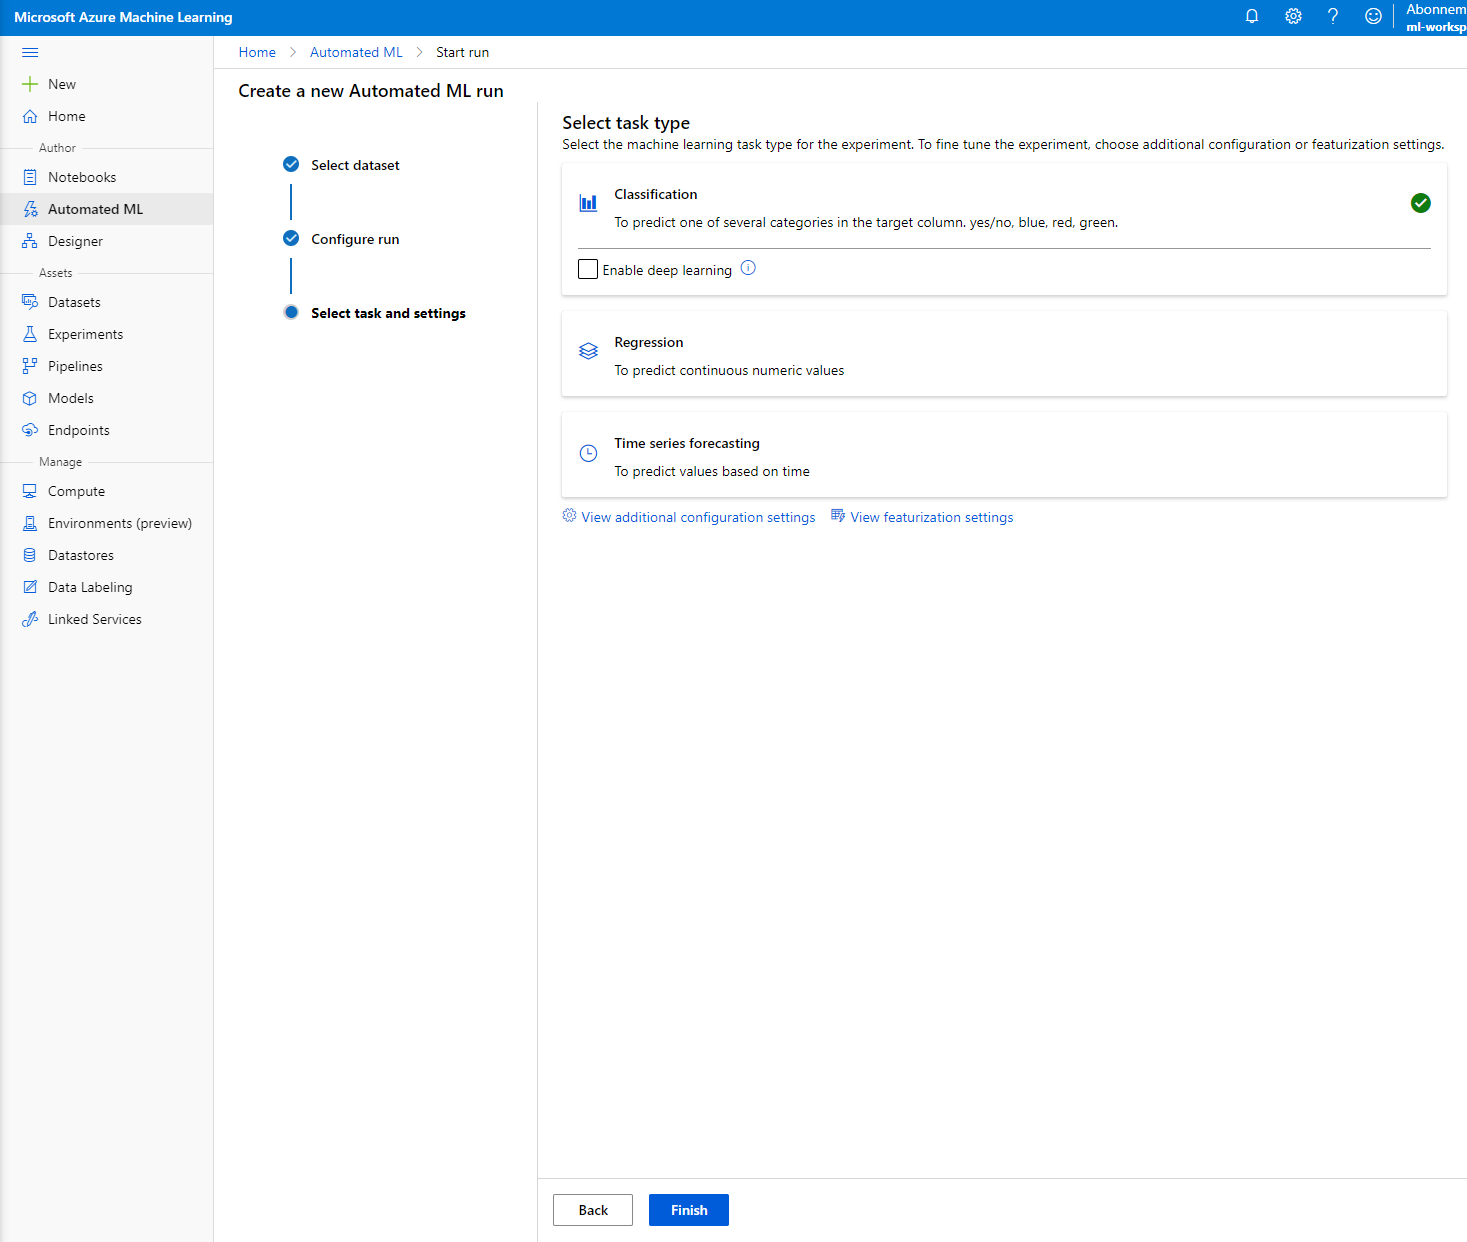 Microsoft Azure Machine Learning
Abonnem
ml-worksp
New
Home
Author
Notebooks
Automated ML
Designer
Assets
Datasets
Experiments
Pipelines
Models
Endpoints
Manage
Compute
Environments (preview)
Datastores
Data Labeling
Linked Services
Home > Automated ML > Start run
Create a new Automated ML run
Select dataset
Configure run
Select task and settings
Select task type
Select the machine learning task type for the experiment. To fine tune the experiment, choose additional configuration or featurization settings.
Classification
To predict one of several categories in the target column. yes/no, blue, red, green.
Enable deep learning
Regression
To predict continuous numeric values
Time series forecasting
To predict values based on time
View additional configuration settings View featurization settings
Back Finish